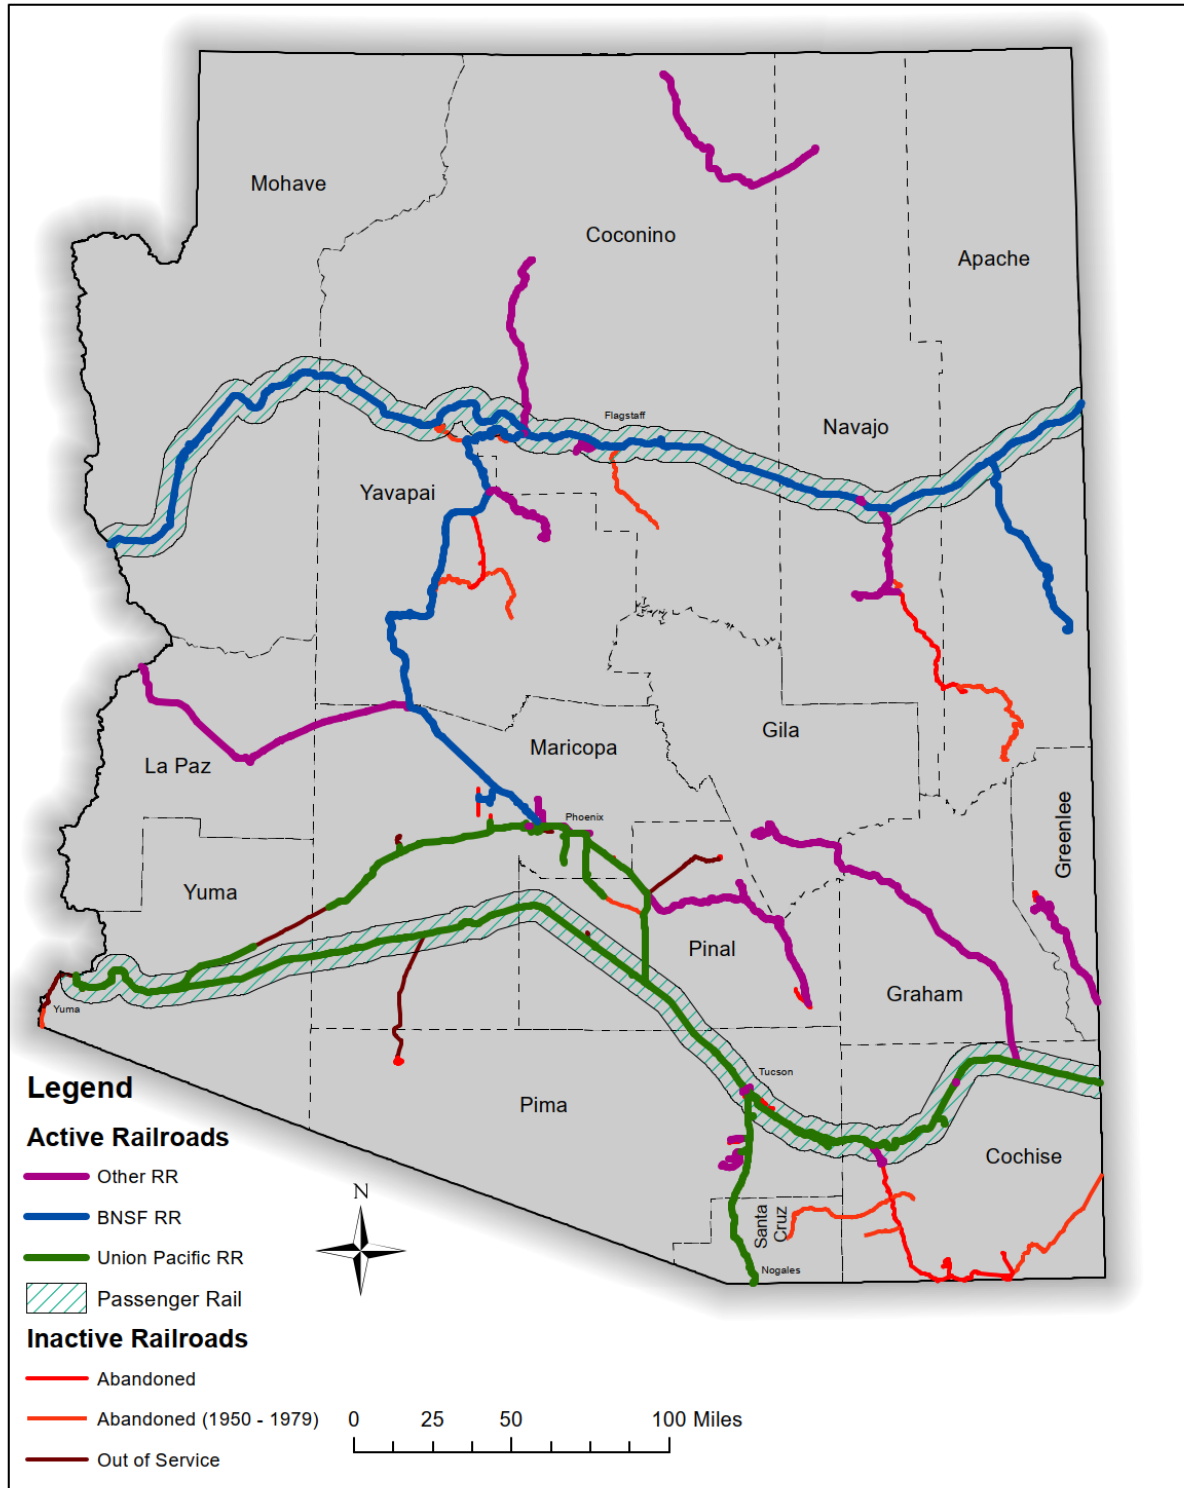 Mohave
Coconino
Apache
Flagstaff
Navajo
Yavapai
Gila
Maricopa
La Paz
Greenlee
Phoenix
Yuma
Pinal
Graham
Yuma
Tucson
Pima
Cochise
Santa
Cruz
Nogales
Legend
Active Railroads
Other RR
BNSF RR
Union Pacific RR
Passenger Rail
Inactive Railroads
Abandoned
Abandoned (1950 - 1979)
Out of Service
N
0 25 50 100 Miles